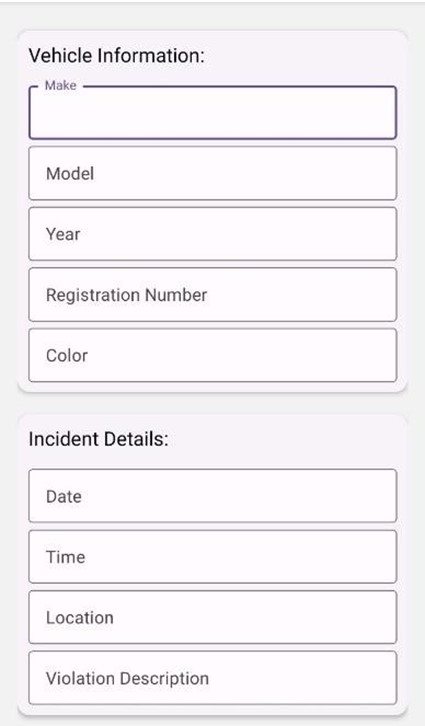 Vehicle Information:
Make
Model
Year
Registration Number
Color
Incident Details:
Date
Time
Location
Violation Description